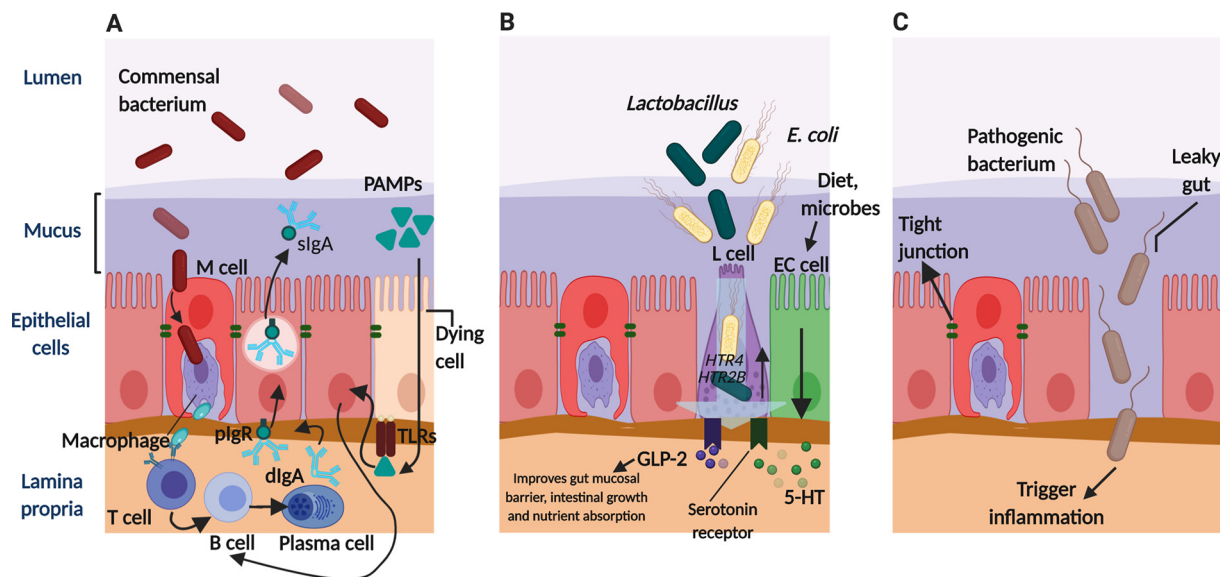 A
B
C
Lumen
Mucus
Epithelial
cells
Lamina
propria
Commensal
bacterium
PAMPs
sIgA
M cell
Dying
cell
Macrophage
pIgR
TLRs
dIgA
T cell
B cell
Plasma cell
Lactobacillus
E. coli
Diet,
microbes
L cell
EC cell
HTR4
HTR2B
GLP-2
Improves gut mucosal
barrier, intestinal growth
and nutrient absorption
Serotonin
receptor
5-HT
Pathogenic
bacterium
Leaky
gut
Tight
junction
Trigger
inflammation